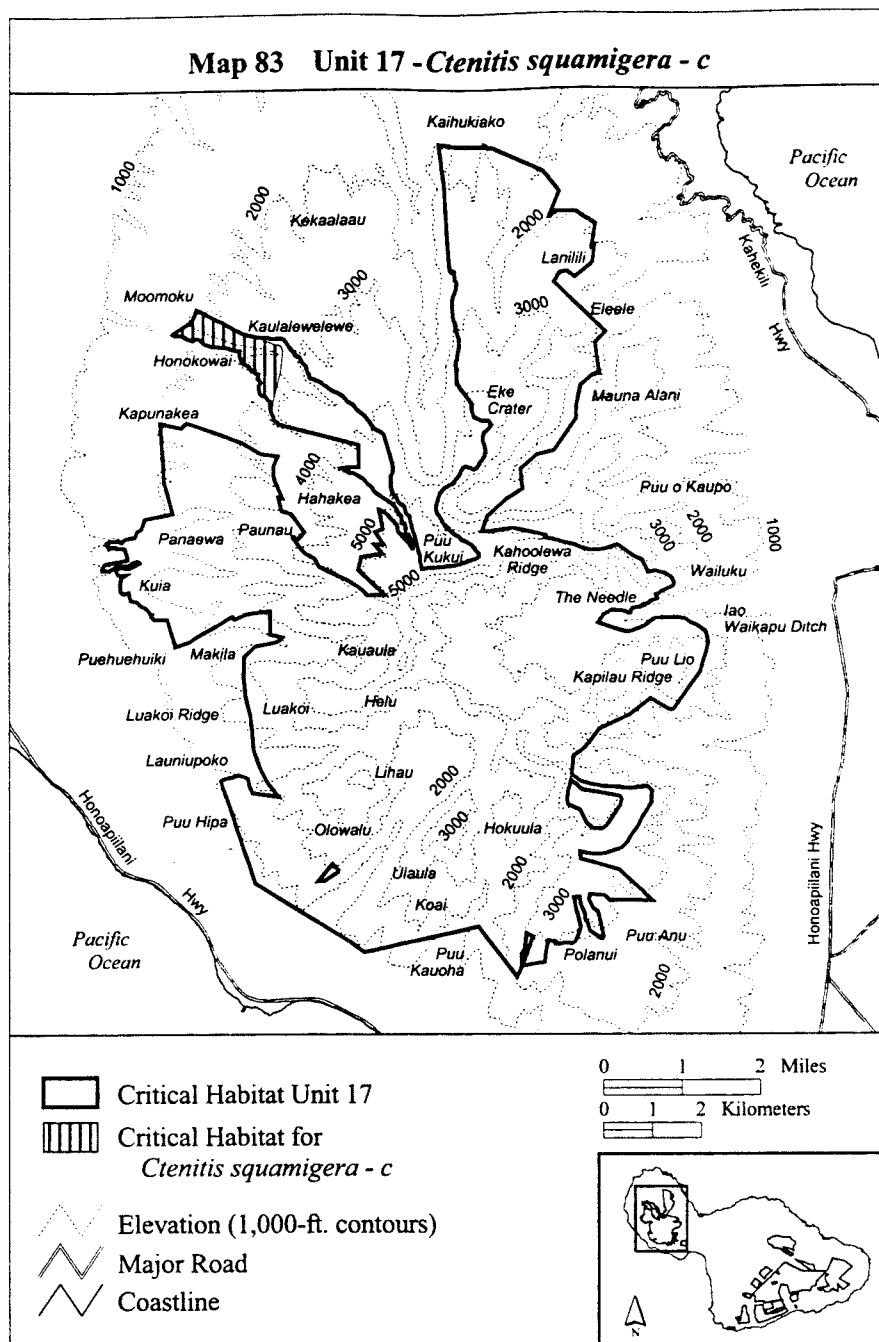 Map 83 Unit 17 - Ctenitis squamigera - c
Kaihukiako
Pacific
Ocean
1000
2000
Kekaalaau
2000
Kahekili
Hwy
Lanilili
3000
Moomoku
3000
Eleele
Kaulalewelewe
Honokowai
Eke
Crater
Mauna Alani
Kapunakea
4000
Hahakea
Puu o Kaupo
3000
2000
1000
Panaewa
Paunau
5000
Puu
Kukui
Kahoolewa
Ridge
Wailuku
5000
Kuia
The Needle
Iao
Waikapu Ditch
Puehuehuiki
Makila
Kauaula
Puu Lio
Kapilau Ridge
Luakoi Ridge
Luakoi
Helu
Launiupoko
Lihau
2000
Puu Hipa
Olowalu
3000
Hokuula
Honoapiilani
Hwy
Ulaula
2000
Honoapiilani Hwy
Koai
3000
Pacific
Ocean
Puu
Kauoha
Polanui
Puu Anu
2000
Critical Habitat Unit 17
Critical Habitat for
Ctenitis squamigera - c
Elevation (1,000-ft. contours)
Major Road
Coastline
0 1 2 Miles
0 1 2 Kilometers
N